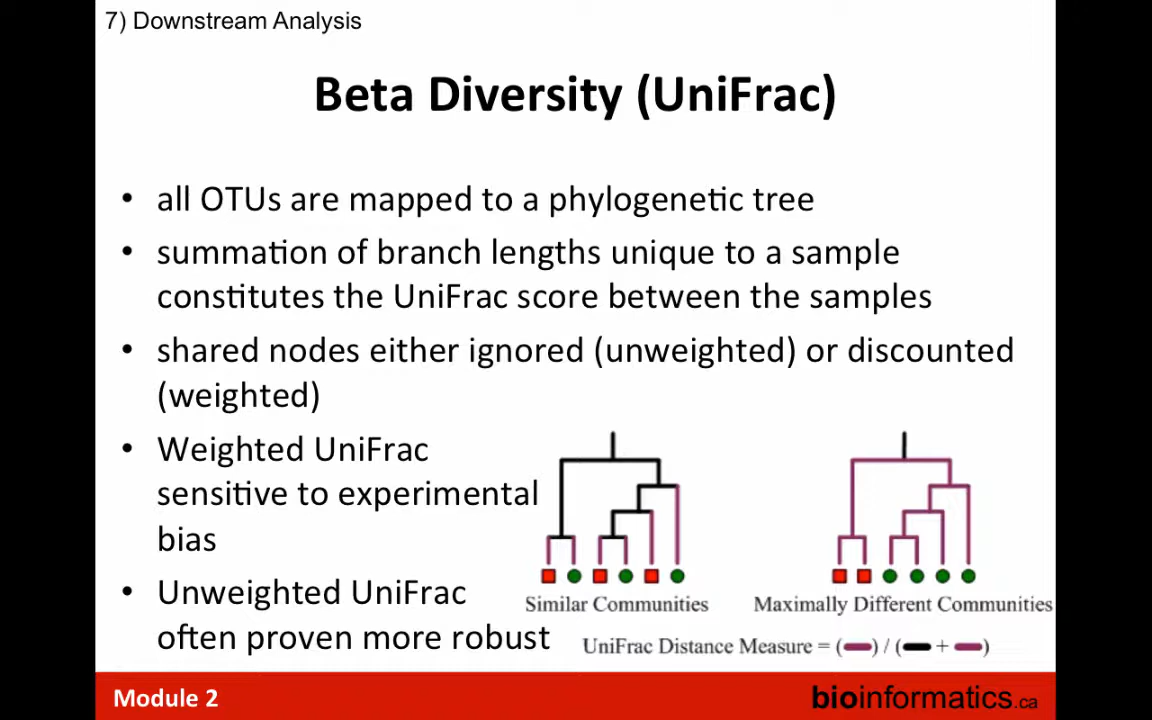 7) Downstream Analysis
Beta Diversity (UniFrac)
• all OTUs are mapped to a phylogenetic tree
• summation of branch lengths unique to a sample
constitutes the UniFrac score between the samples
• shared nodes either ignored (unweighted) or discounted
(weighted)
• Weighted UniFrac
sensitive to experimental
bias
• Unweighted UniFrac
often proven more robust
Similar Communities
Maximally Different Communities
UniFrac Distance Measure = ( ) / ( + )
Module 2
bioinformatics.ca